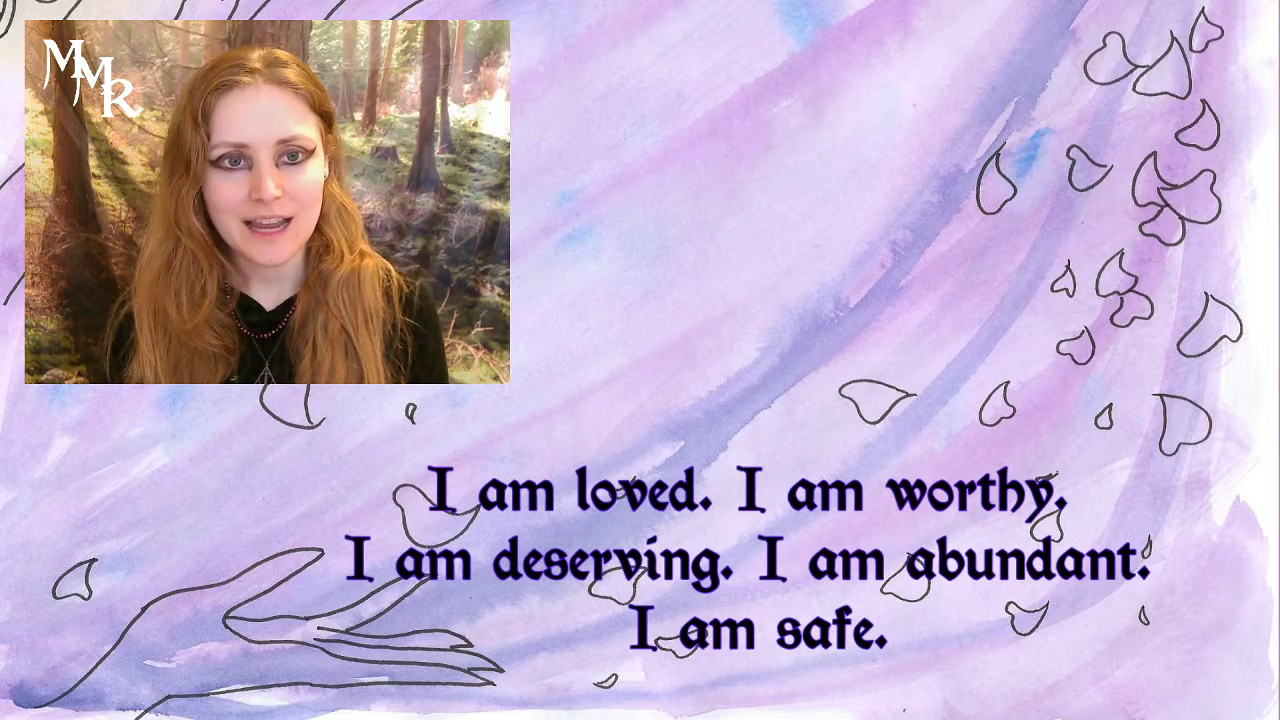 MMR
I am loved. I am worthy.
I am deserving. I am abundant.
I am safe.